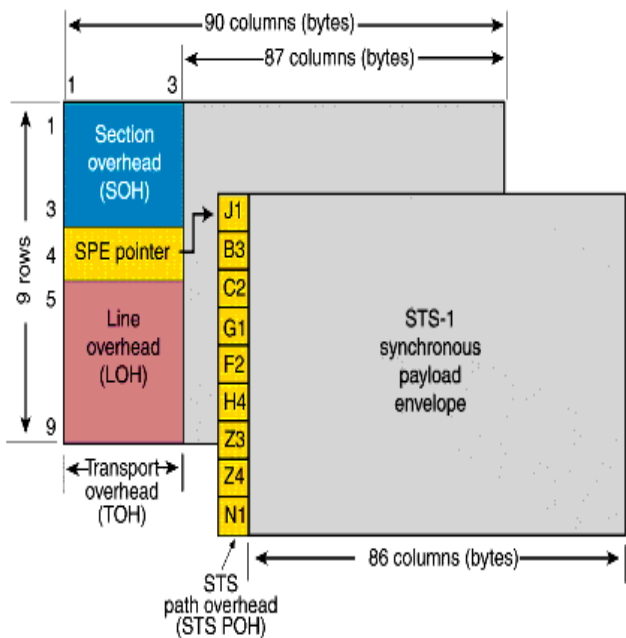 90 columns (bytes)
87 columns (bytes)
1
3
1
3
4
5
9
9 rows
Section
overhead
(SOH)
SPE pointer
Line
overhead
(LOH)
Transport
overhead
(TOH)
J1
B3
C2
G1
F2
H4
Z3
Z4
N1
STS-1
synchronous
payload
envelope
86 columns (bytes)
STS
path overhead
(STS POH)